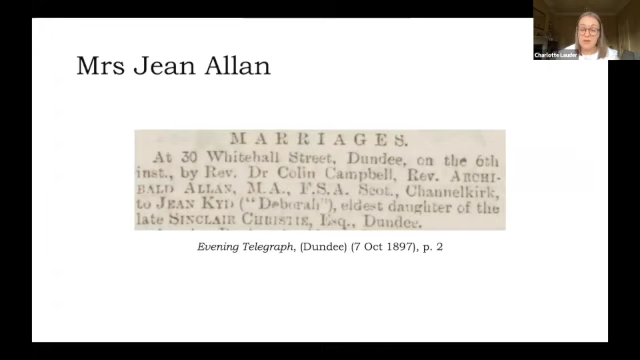 Mrs Jean Allan
Charlotte Lauder
MARRIAGES.
At 30 Whitehall Street, Dundee, on the 6th
inst., by Rev. Dr Colin Campbell, Rev. ARCHI-
BALD ALLAN, M.A., F.S.A. Scot., Channelkirk,
to JEAN KYD ("Deborah"), eldest daughter of the
late SINCLAIR CHRISTIE, Esq., Dundee.
Evening Telegraph, (Dundee) (7 Oct 1897), p. 2